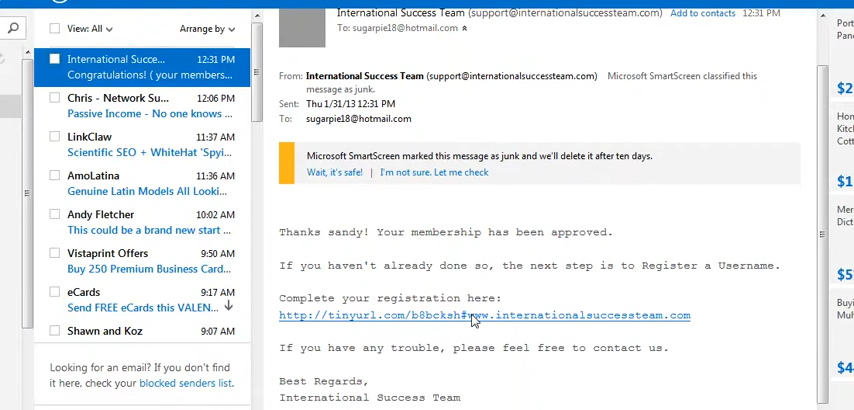 View: All
Arrange by
International Succe... 12:31 PM
Congratulations! ( your members...
Chris - Network Su... 12:06 PM
Passive Income - No one knows ...
LinkClaw 11:37 AM
Scientific SEO + WhiteHat 'Spyi...
AmoLatina 11:36 AM
Genuine Latin Models All Looki...
Andy Fletcher 10:02 AM
This could be a brand new start ...
Vistaprint Offers 9:50 AM
Buy 250 Premium Business Card...
eCards 9:17 AM
Send FREE eCards this VALEN...
Shawn and Koz 9:07 AM
Looking for an email? If you don't find
it here, check your blocked senders list.
International Success Team (support@internationalsuccessteam.com) Add to contacts 12:31 PM
To: sugarpie18@hotmail.com
From: International Success Team (support@internationalsuccessteam.com) Microsoft SmartScreen classified this
message as junk.
Sent: Thu 1/31/13 12:31 PM
To: sugarpie18@hotmail.com
Microsoft SmartScreen marked this message as junk and we'll delete it after ten days.
Wait, it's safe! | I'm not sure. Let me check
Thanks sandy! Your membership has been approved.
If you haven't already done so, the next step is to Register a Username.
Complete your registration here:
http://tinyurl.com/b8bcksh#www.internationalsuccessteam.com
If you have any trouble, please feel free to contact us.
Best Regards,
International Success Team
Por
Pan
$2
Hon
Kitc
Cott
$1
Mer
Dict
$5
Buyi
Mul
$4